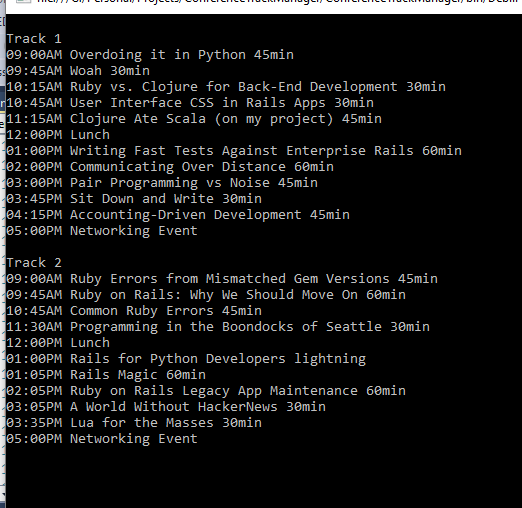 Track 1
09:00AM Overdoing it in Python 45min
09:45AM Woah 30min
10:15AM Ruby vs. Clojure for Back-End Development 30min
10:45AM User Interface CSS in Rails Apps 30min
11:15AM Clojure Ate Scala (on my project) 45min
12:00PM Lunch
01:00PM Writing Fast Tests Against Enterprise Rails 60min
02:00PM Communicating Over Distance 60min
03:00PM Pair Programming vs Noise 45min
03:45PM Sit Down and Write 30min
04:15PM Accounting-Driven Development 45min
05:00PM Networking Event
Track 2
09:00AM Ruby Errors from Mismatched Gem Versions 45min
09:45AM Ruby on Rails: Why We Should Move On 60min
10:45AM Common Ruby Errors 45min
11:30AM Programming in the Boondocks of Seattle 30min
12:00PM Lunch
01:00PM Rails for Python Developers lightning
01:05PM Rails Magic 60min
02:05PM Ruby on Rails Legacy App Maintenance 60min
03:05PM A World Without HackerNews 30min
03:35PM Lua for the Masses 30min
05:00PM Networking Event